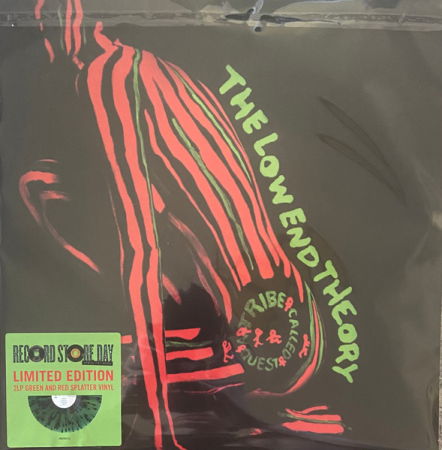 THE LOW END THEORY
A TRIBE CALLED QUEST
RECORD STORE DAY
LIMITED EDITION
2LP GREEN AND RED SPLATTER VINYL